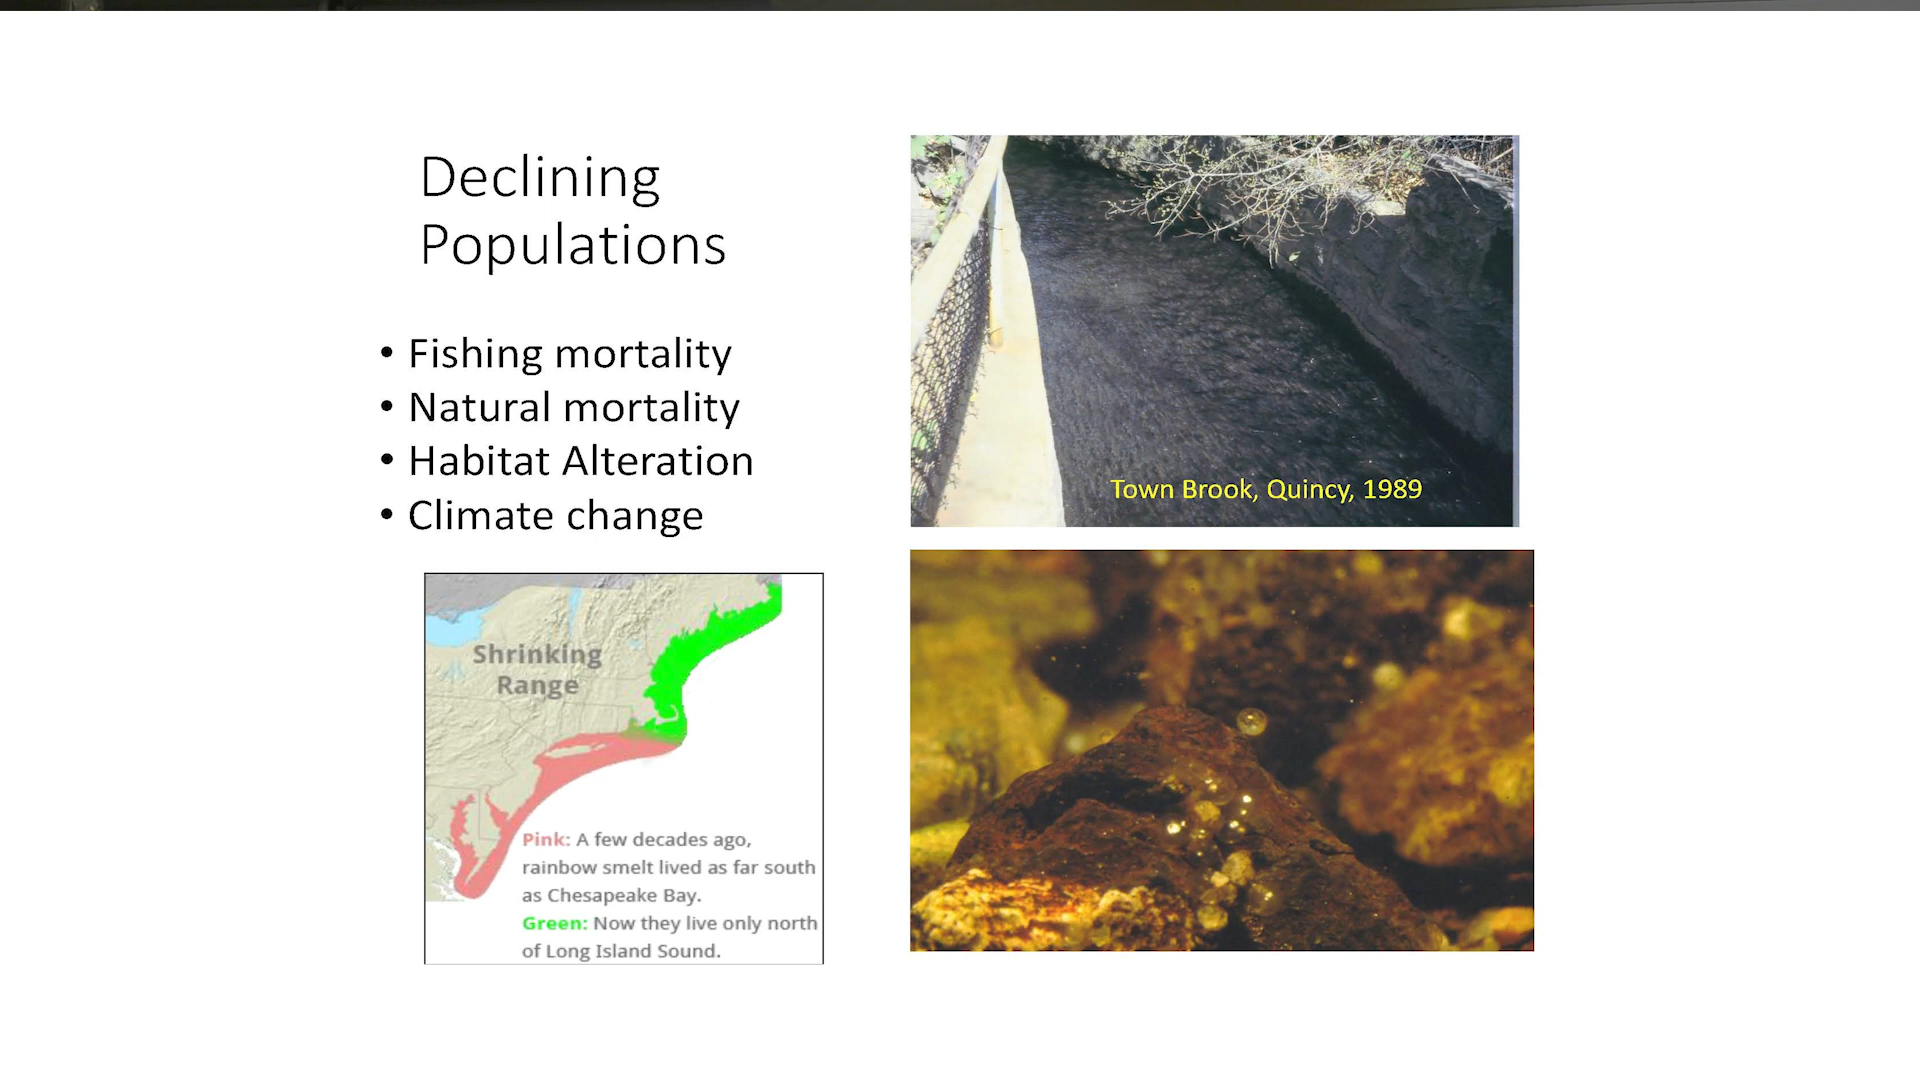 Declining
Populations
• Fishing mortality
• Natural mortality
• Habitat Alteration
• Climate change
Town Brook, Quincy, 1989
Shrinking
Range
Pink: A few decades ago,
rainbow smelt lived as far south
as Chesapeake Bay.
Green: Now they live only north
of Long Island Sound.